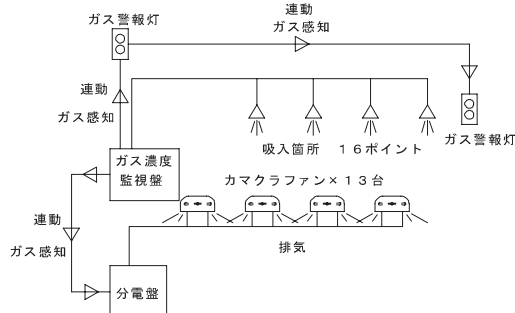 ガス警報灯
連動
ガス感知
連動
ガス感知
ガス警報灯
吸入箇所 16ポイント
ガス濃度
監視盤
カマクラファン×13台
連動
ガス感知
排気
分電盤